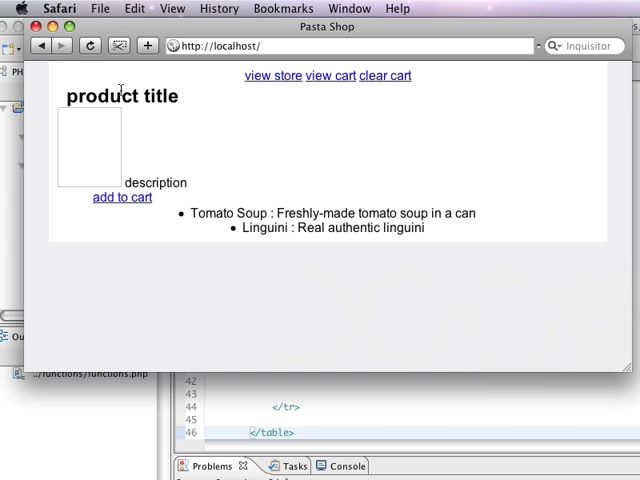 Safari File Edit View History Bookmarks Window Help
Pasta Shop
http://localhost/
Inquisitor
PH
view store view cart clear cart
product title
description
add to cart
Tomato Soup : Freshly-made tomato soup in a can
Linguini : Real authentic linguini
Ou
../functions/functions.php
42
43
44 </tr>
45
46 </table>
Problems Tasks Console